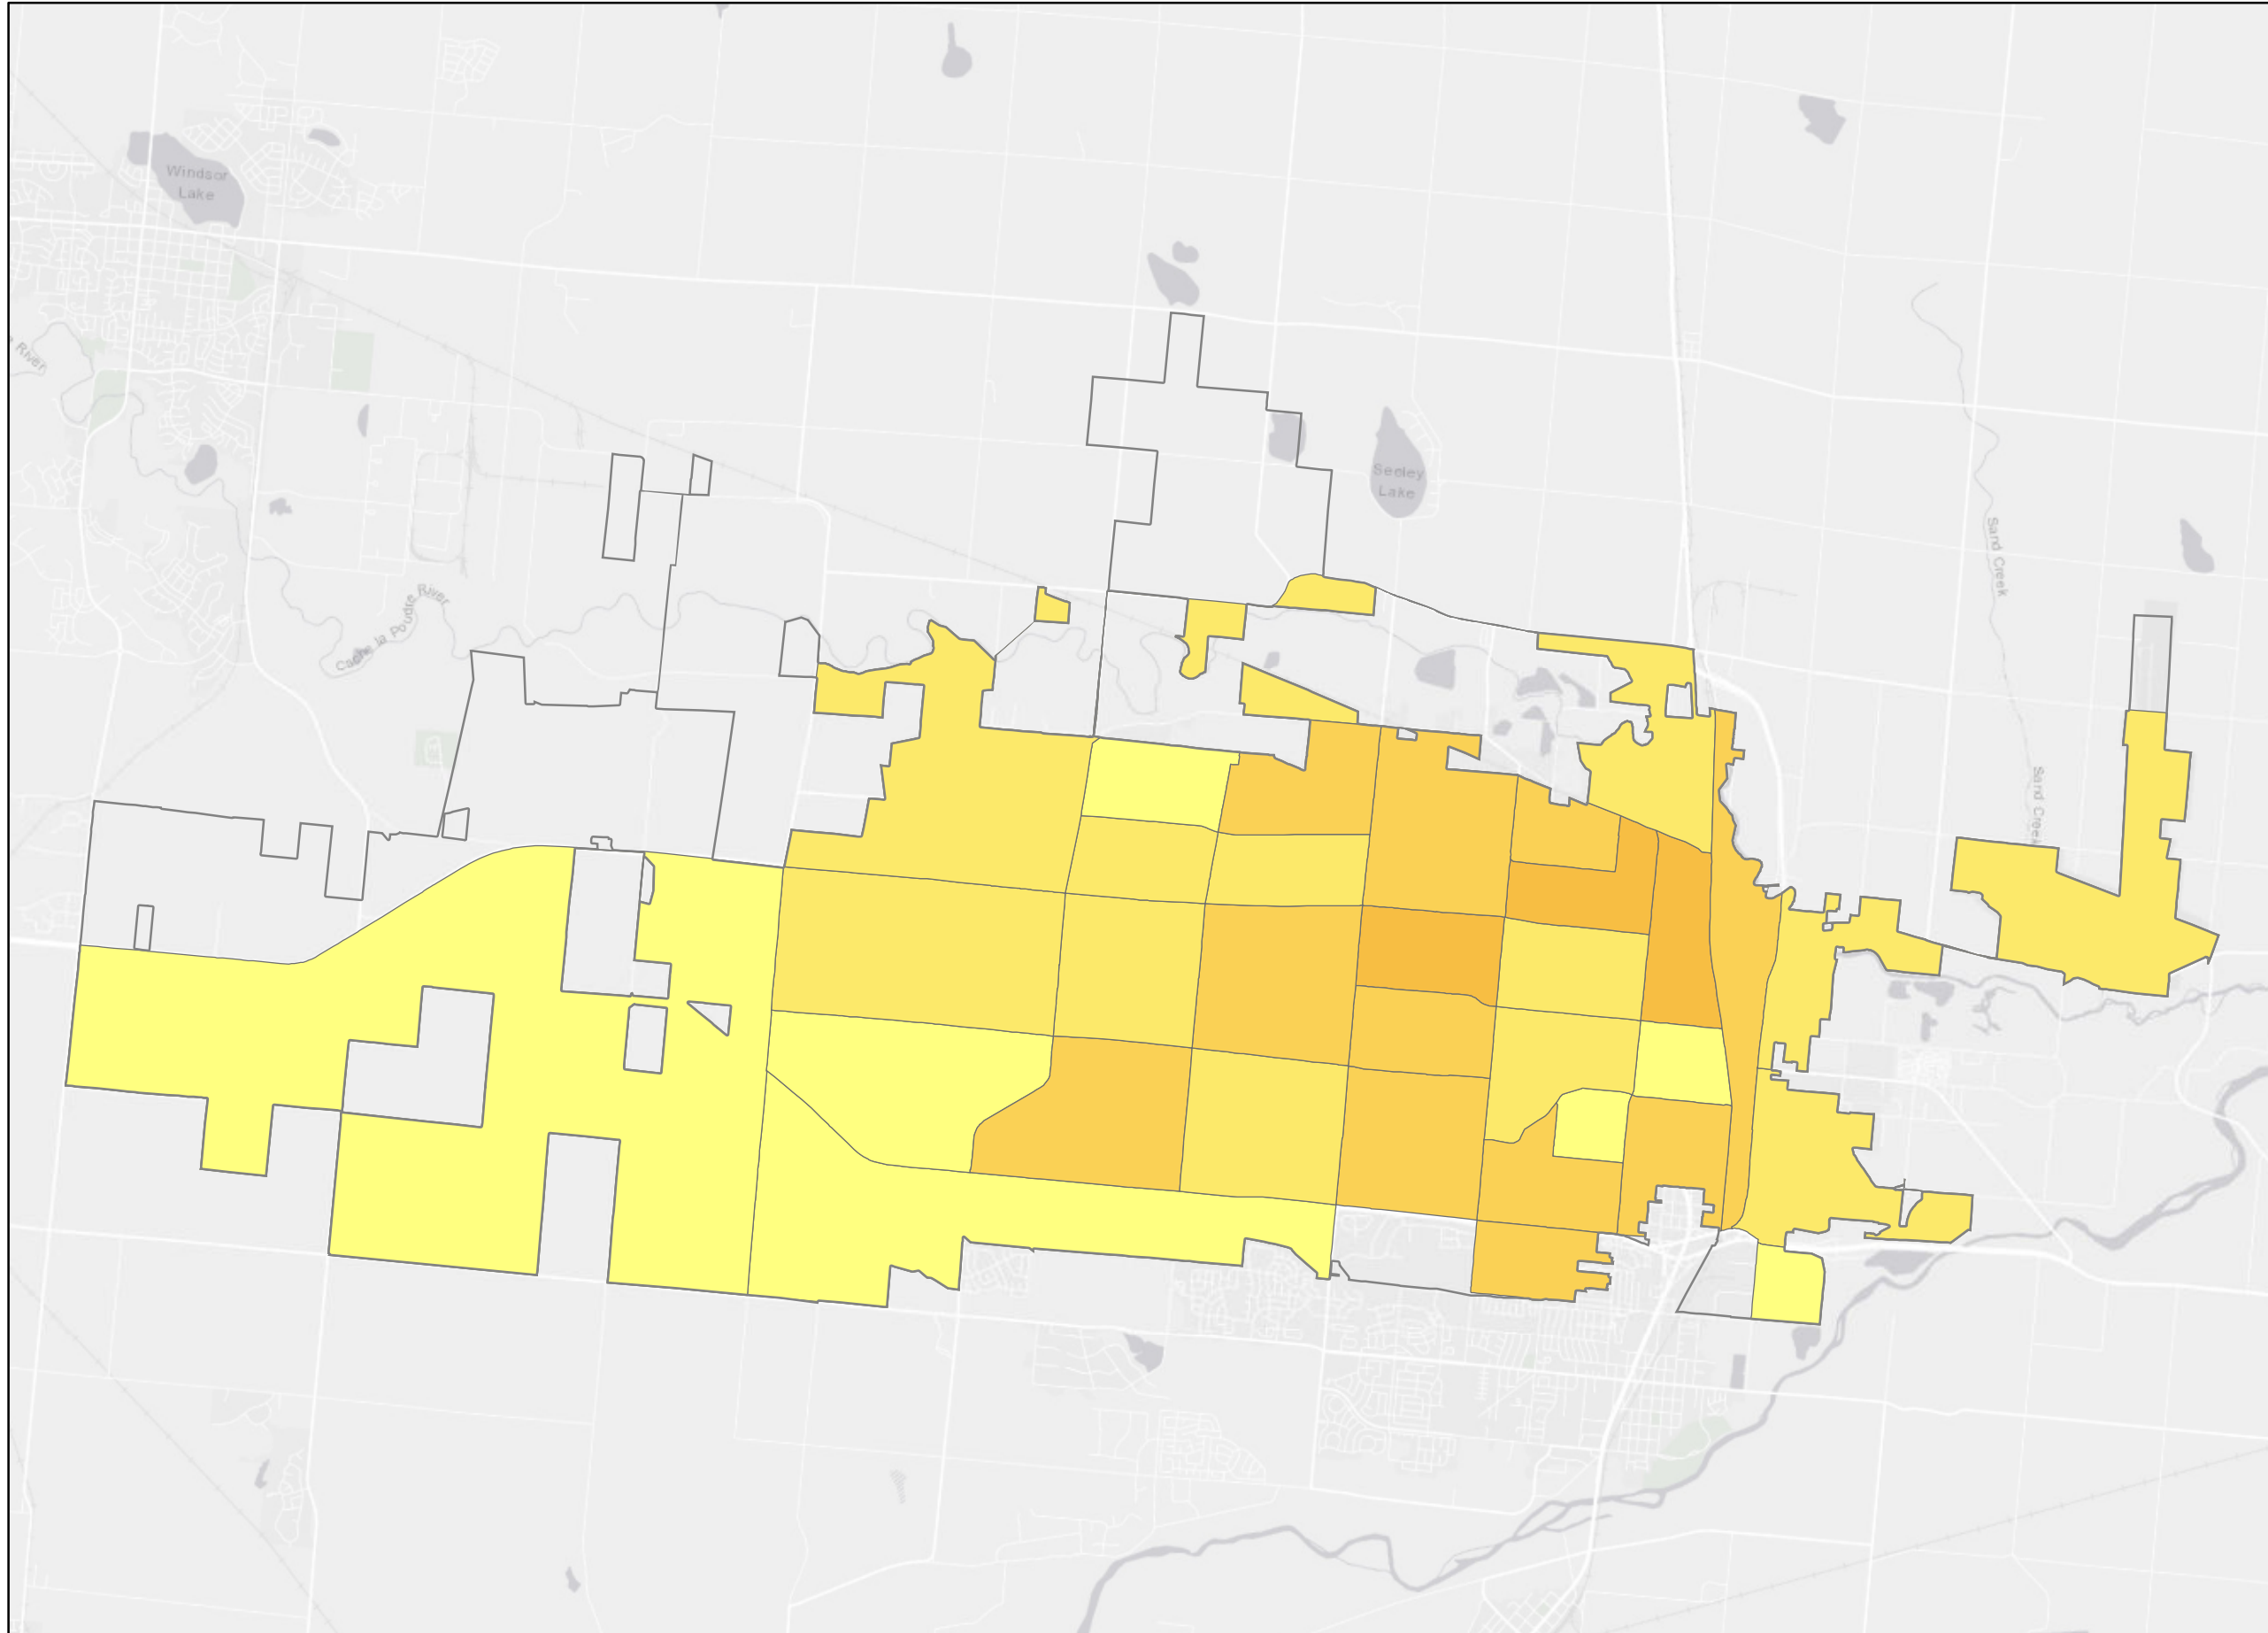 Windsor
Lake
River
Seeley
Lake
Sand Creek
Cache la Poudre River
Sand Creek